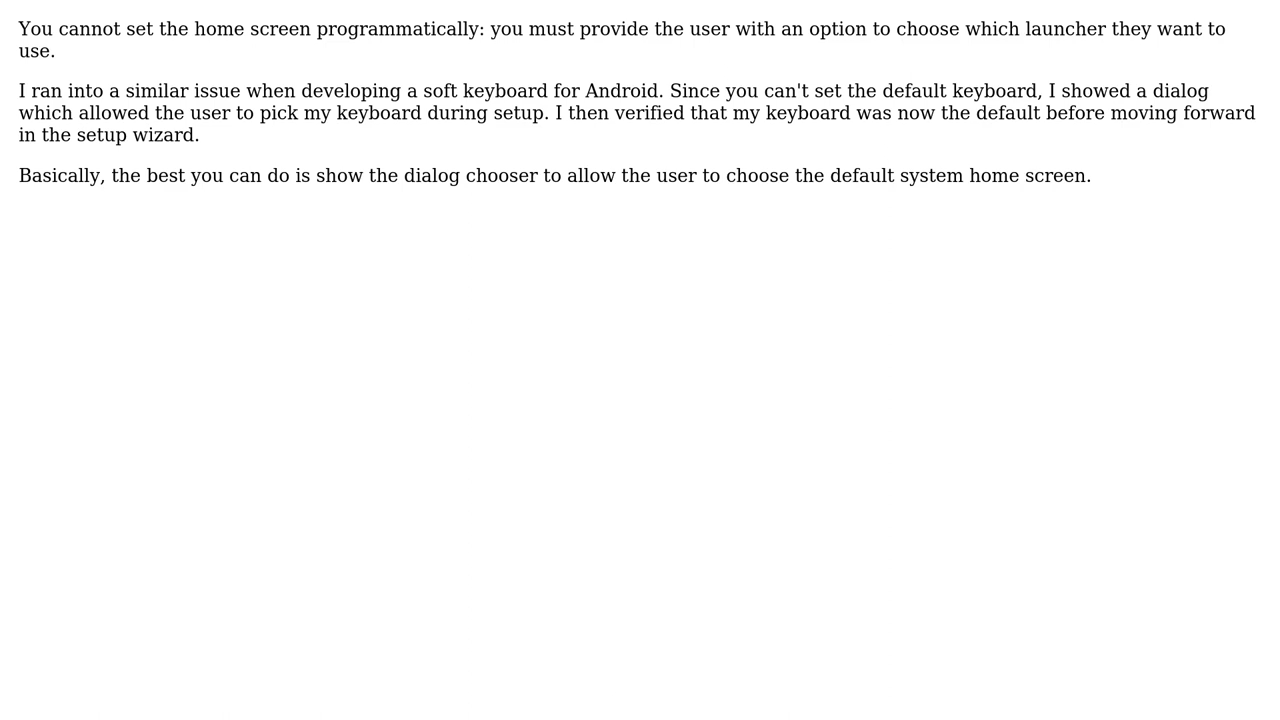 You cannot set the home screen programmatically: you must provide the user with an option to choose which launcher they want to
use.
I ran into a similar issue when developing a soft keyboard for Android. Since you can't set the default keyboard, I showed a dialog
which allowed the user to pick my keyboard during setup. I then verified that my keyboard was now the default before moving forward
in the setup wizard.
Basically, the best you can do is show the dialog chooser to allow the user to choose the default system home screen.